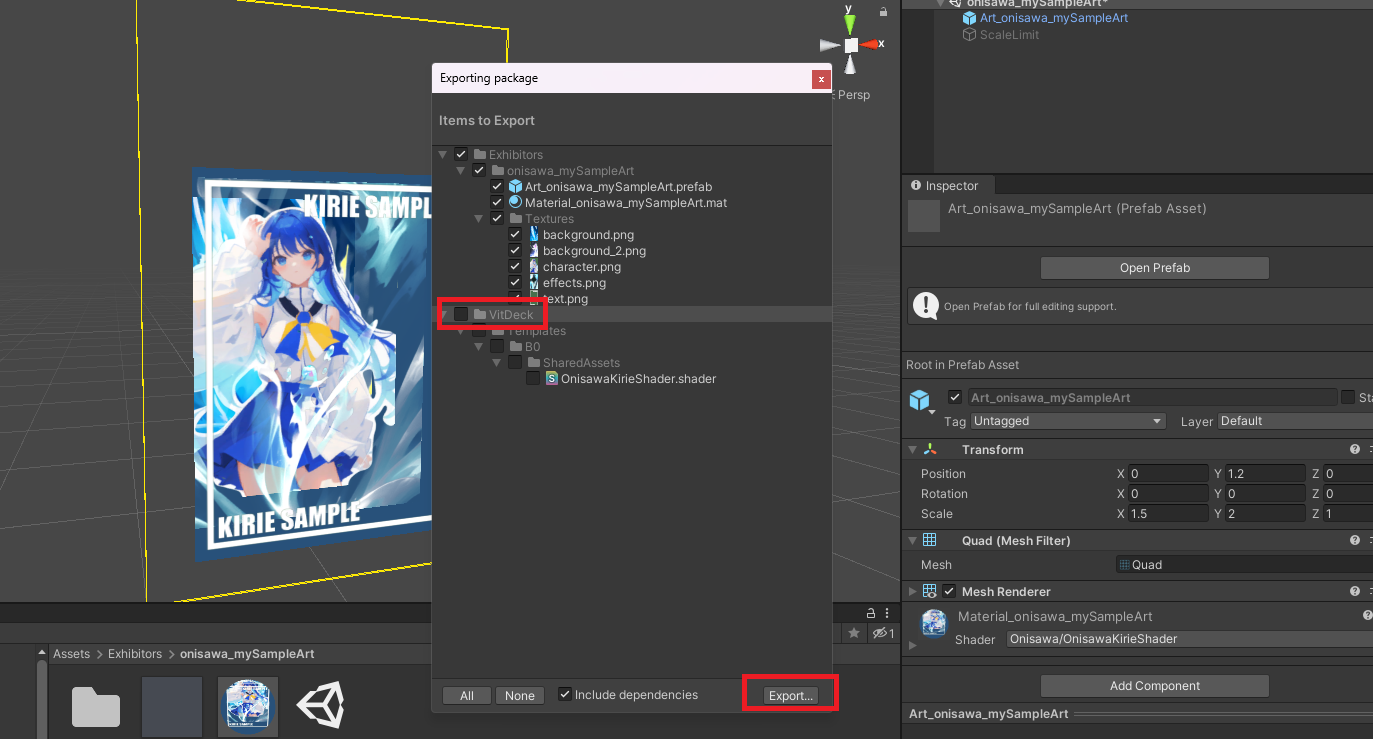 onisawa_mySampleArt*
Art_onisawa_mySampleArt
ScaleLimit
y
x
Persp
KIRIE SAMPL
KIRIE SAMPLE
Exporting package
x
Items to Export
Exhibitors
onisawa_mySampleArt
Art_onisawa_mySampleArt.prefab
Material_onisawa_mySampleArt.mat
Textures
background.png
background_2.png
character.png
effects.png
text.png
VitDeck
Templates
B0
SharedAssets
OnisawaKirieShader.shader
All
None
Include dependencies
Export...
Inspector
Art_onisawa_mySampleArt (Prefab Asset)
Open Prefab
Open Prefab for full editing support.
Root in Prefab Asset
Art_onisawa_mySampleArt
Sta
Tag Untagged Layer Default
Transform
Position X 0 Y 1.2 Z 0
Rotation X 0 Y 0 Z 0
Scale X 1.5 Y 2 Z 1
Quad (Mesh Filter)
Mesh Quad
Mesh Renderer
Material_onisawa_mySampleArt
Shader Onisawa/OnisawaKirieShader
Add Component
Art_onisawa_mySampleArt
1
Assets > Exhibitors > onisawa_mySampleArt